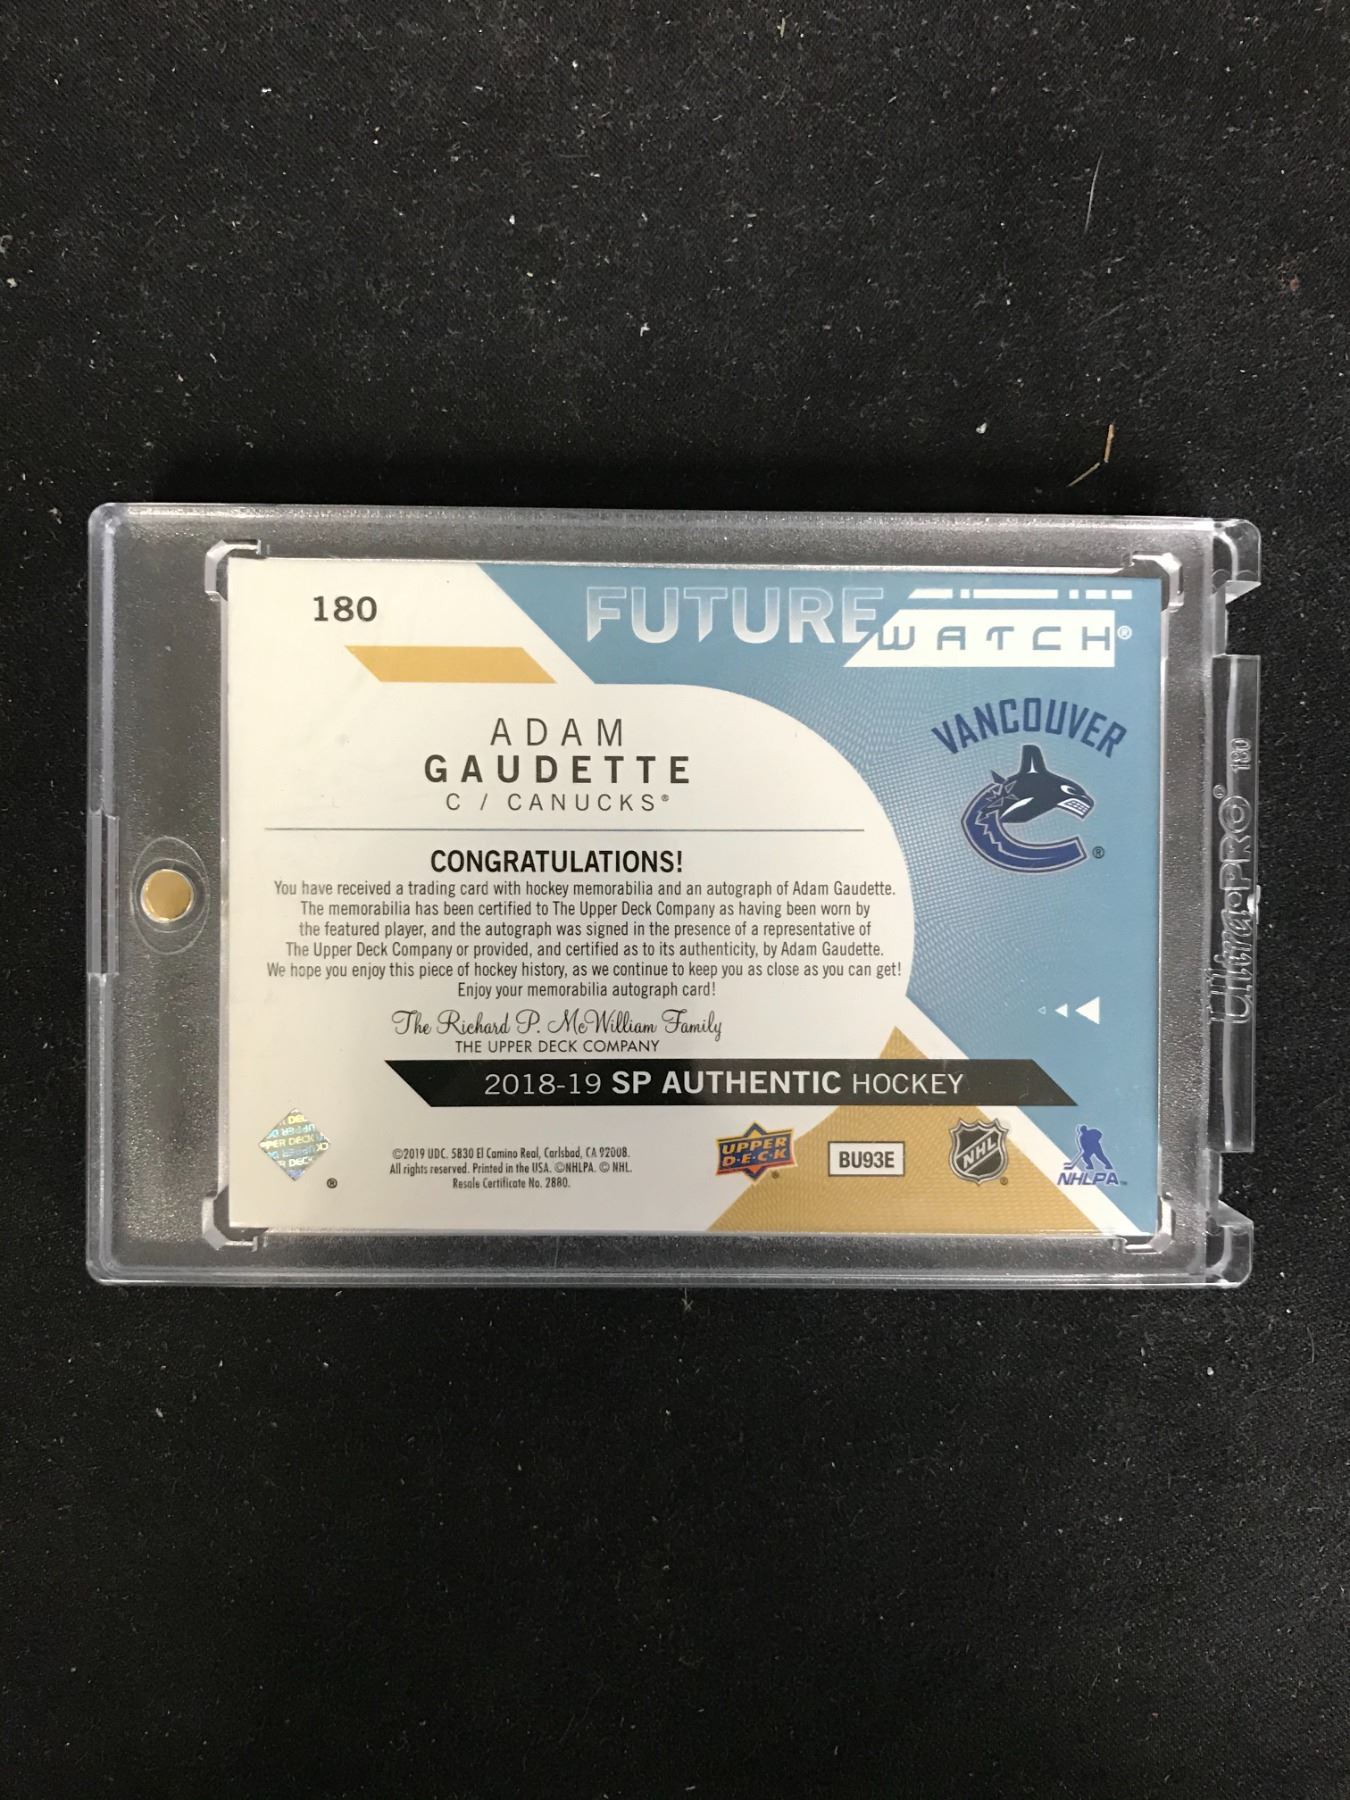 180
FUTURE
WATCH®
VANCOUVER
®
ADAM
GAUDETTE
C / CANUCKS®
CONGRATULATIONS!
You have received a trading card with hockey memorabilia and an autograph of Adam Gaudette.
The memorabilia has been certified to The Upper Deck Company as having been worn by
the featured player, and the autograph was signed in the presence of a representative of
The Upper Deck Company or provided, and certified as to its authenticity, by Adam Gaudette.
We hope you enjoy this piece of hockey history, as we continue to keep you as close as you can get!
Enjoy your memorabilia autograph card!
The Richard P. McWilliam Family
THE UPPER DECK COMPANY
2018-19 SP AUTHENTIC HOCKEY
©2019 UDC. 5830 El Camino Real, Carlsbad, CA 92008.
All rights reserved. Printed in the USA. ©NHLPA. © NHL.
Resale Certificate No. 2880.
®
UPPER
D·E·C·K
®
BU93E
NHL
®
NHLPA™
Ultra•PRO® 180